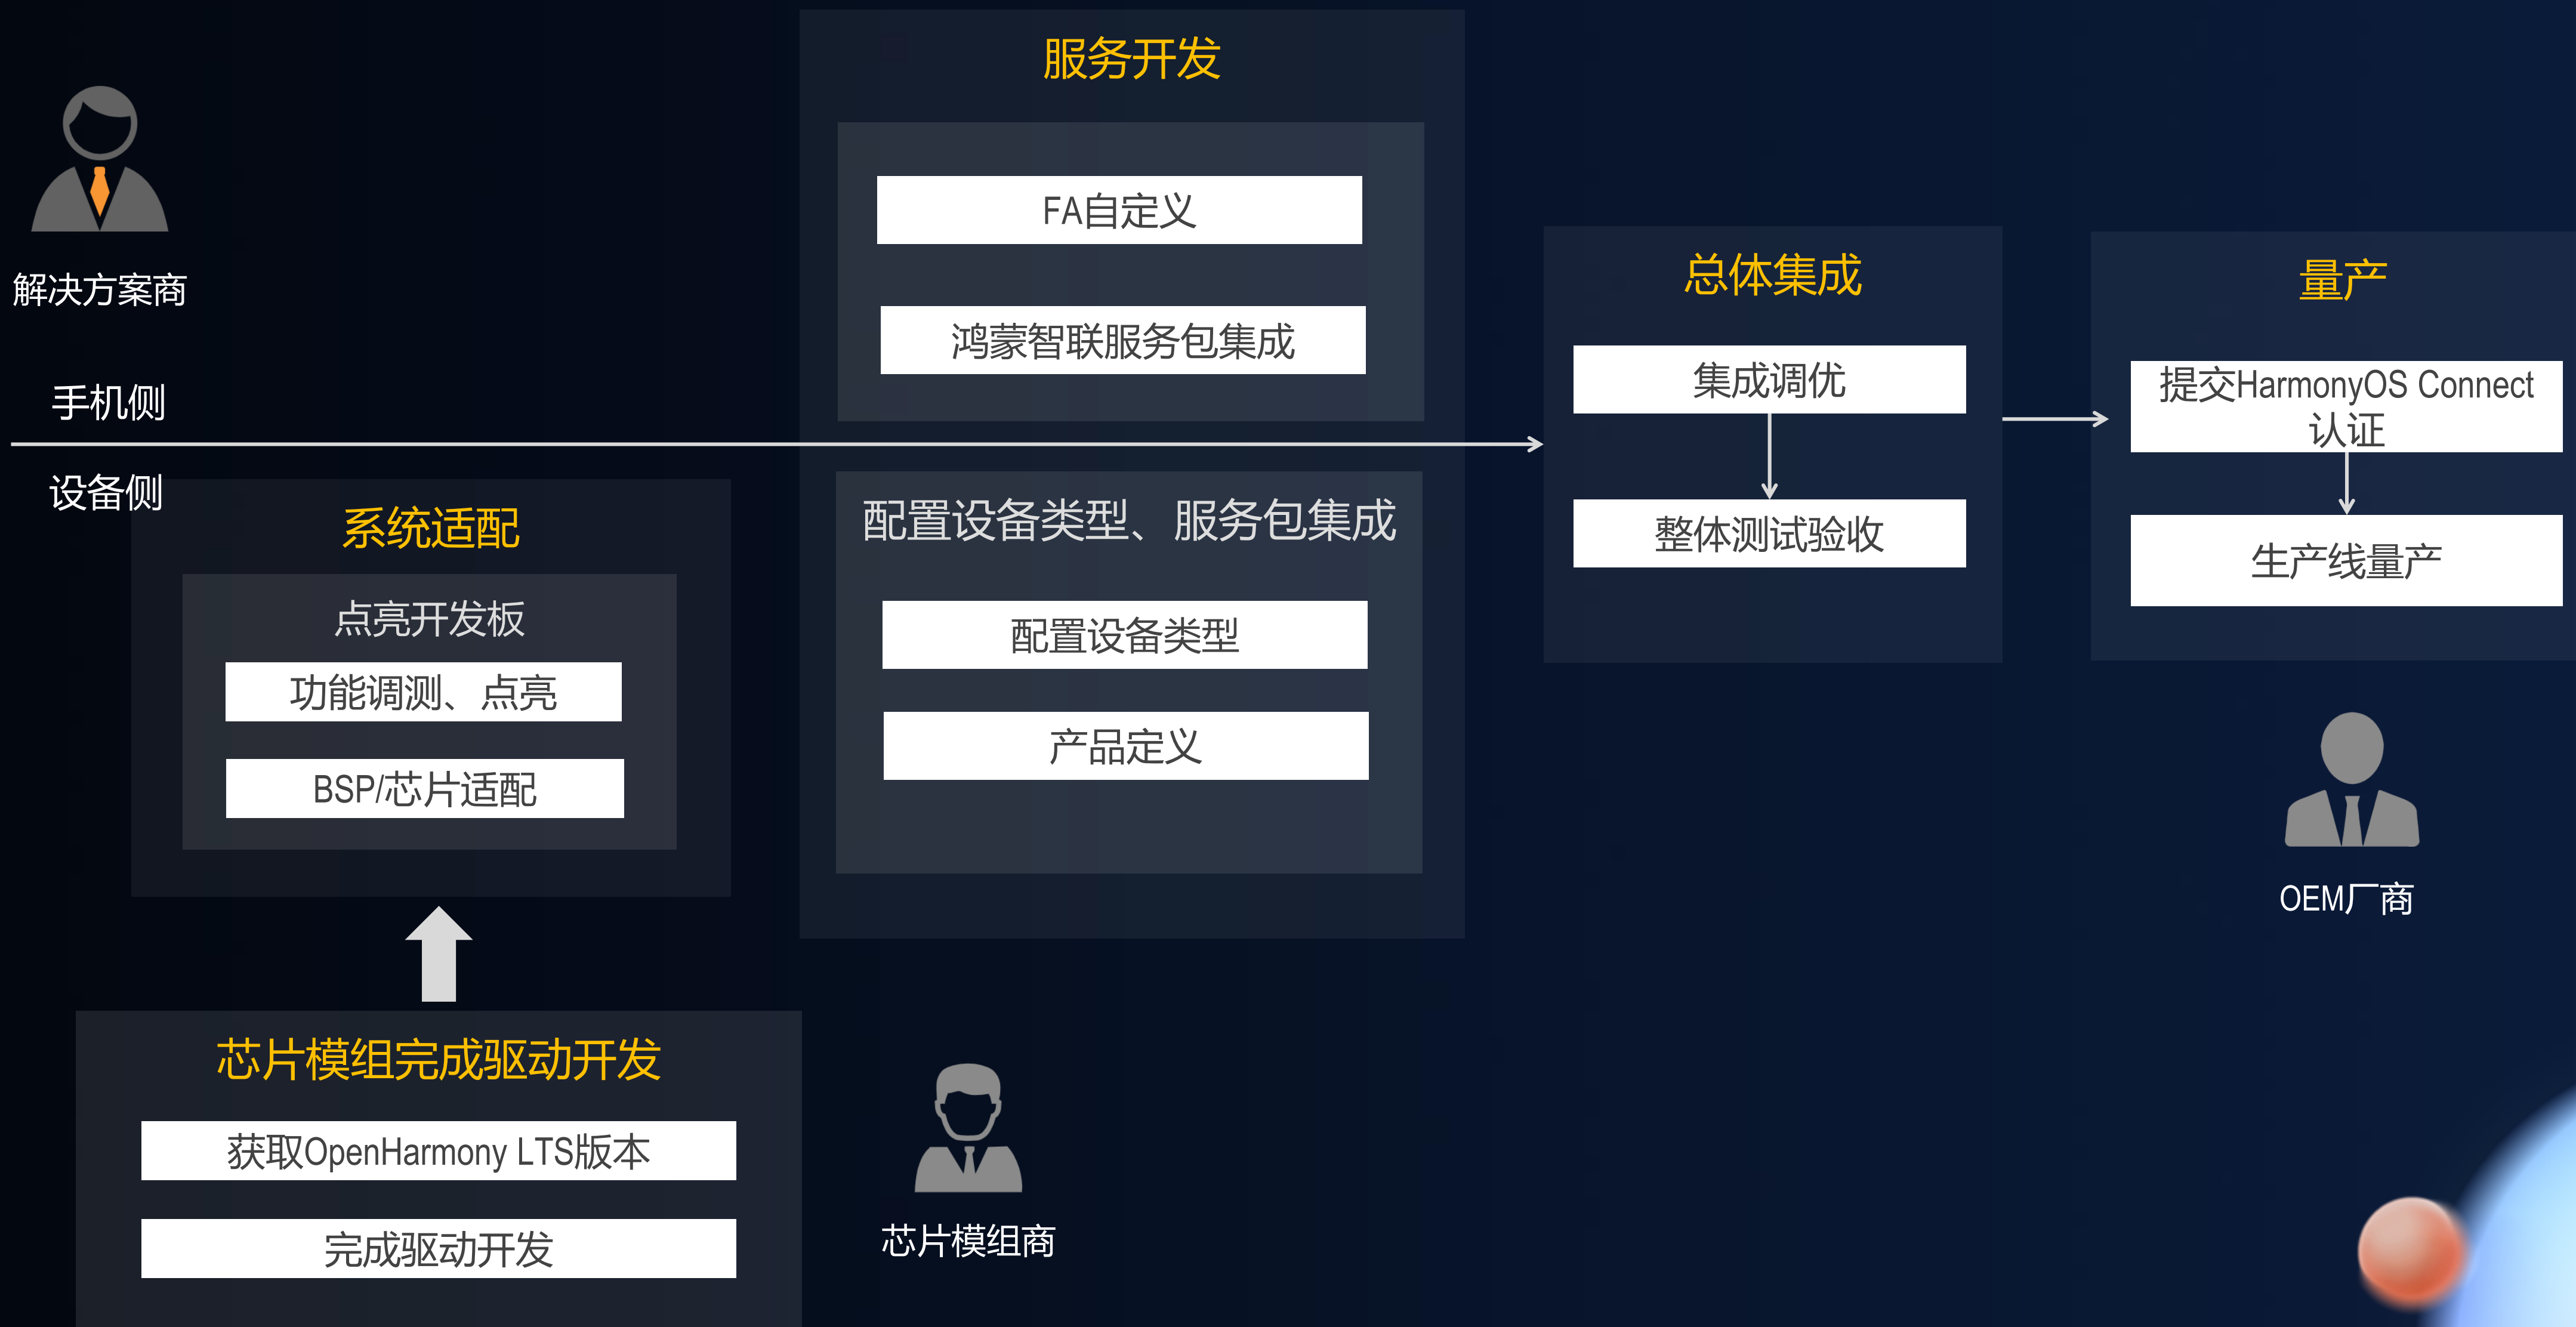 解决方案商
手机侧
设备侧
服务开发
FA自定义
鸿蒙智联服务包集成
配置设备类型、服务包集成
配置设备类型
产品定义
系统适配
点亮开发板
功能调测、点亮
BSP/芯片适配
芯片模组完成驱动开发
获取OpenHarmony LTS版本
完成驱动开发
芯片模组商
总体集成
集成调优
整体测试验收
量产
提交HarmonyOS Connect
认证
生产线量产
OEM厂商